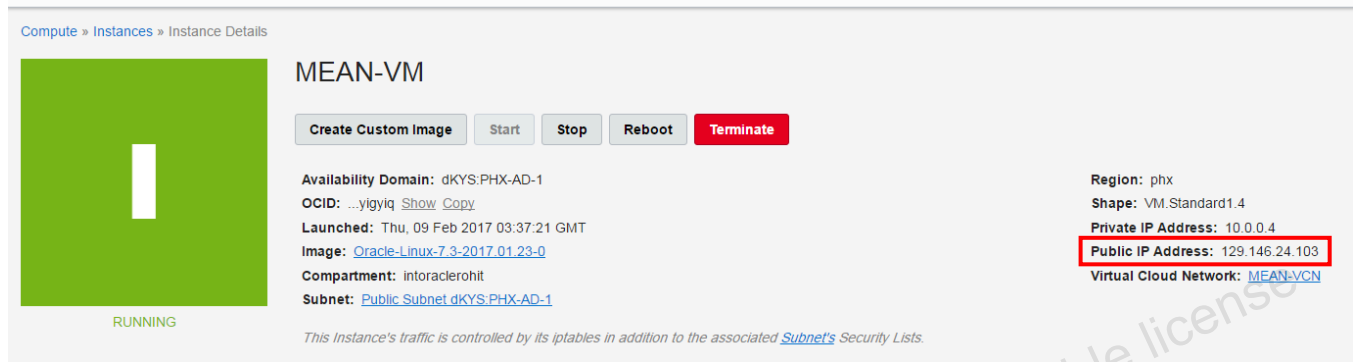 Compute » Instances » Instance Details
MEAN-VM
Create Custom Image Start Stop Reboot Terminate
Availability Domain: dKYS:PHX-AD-1
OCID: ...yigyiq Show Copy
Launched: Thu, 09 Feb 2017 03:37:21 GMT
Image: Oracle-Linux-7.3-2017.01.23-0
Compartment: intoraclerohit
Subnet: Public Subnet dKYS:PHX-AD-1
Region: phx
Shape: VM.Standard1.4
Private IP Address: 10.0.0.4
Public IP Address: 129.146.24.103
Virtual Cloud Network: MEAN-VCN
RUNNING
This Instance's traffic is controlled by its iptables in addition to the associated Subnet's Security Lists.
license